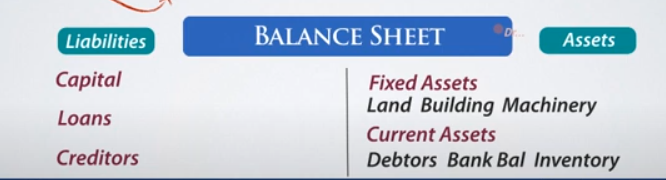 Liabilities
BALANCE SHEET
Assets
Capital
Loans
Creditors
Fixed Assets
Land Building Machinery
Current Assets
Debtors Bank Bal Inventory